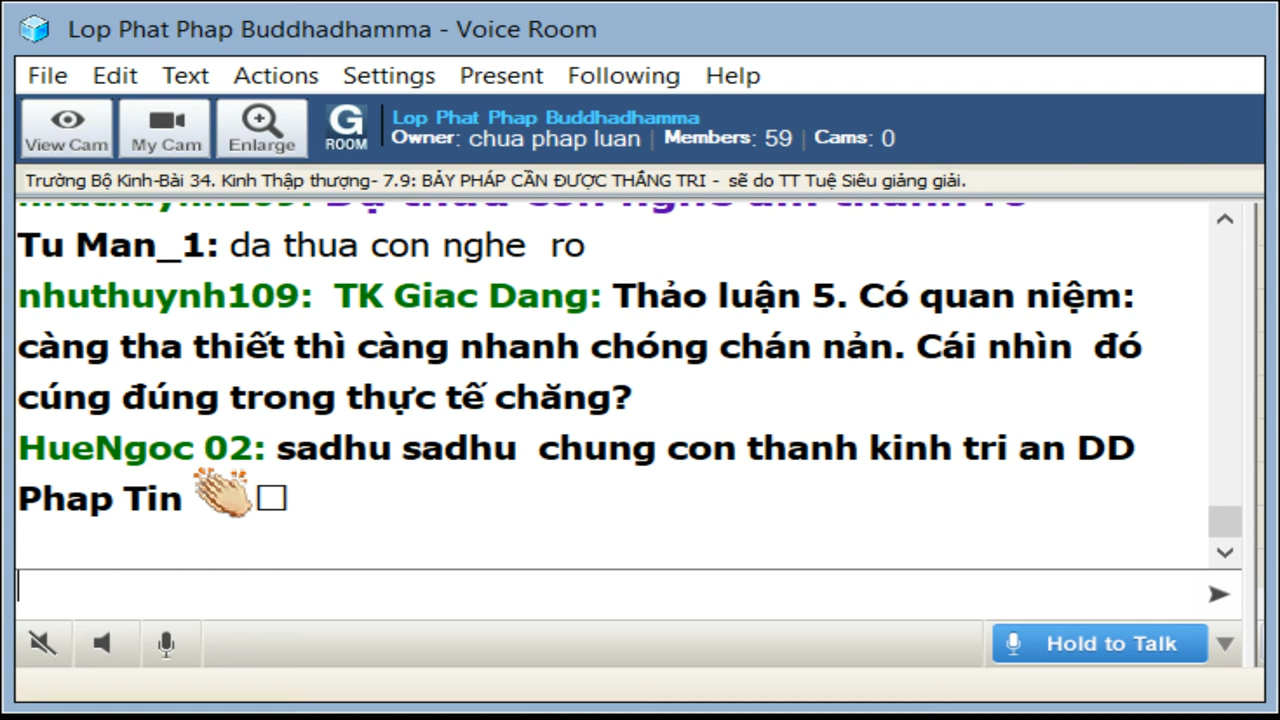 Lop Phat Phap Buddhadhamma - Voice Room
File Edit Text Actions Settings Present Following Help
View Cam My Cam Enlarge G ROOM
Lop Phat Phap Buddhadhamma
Owner: chua phap luan | Members: 59 | Cams: 0
Trường Bộ Kinh-Bài 34. Kinh Thập thượng- 7.9: BẢY PHÁP CẦN ĐƯỢC THẮNG TRI - sẽ do TT Tuệ Siêu giảng giải.
Tu Man_1: da thua con nghe ro
nhuthuynh109: TK Giac Dang: Thảo luận 5. Có quan niệm:
càng tha thiết thì càng nhanh chóng chán nản. Cái nhìn đó
cúng đúng trong thực tế chăng?
HueNgoc 02: sadhu sadhu chung con thanh kinh tri an DD
Phap Tin
Hold to Talk